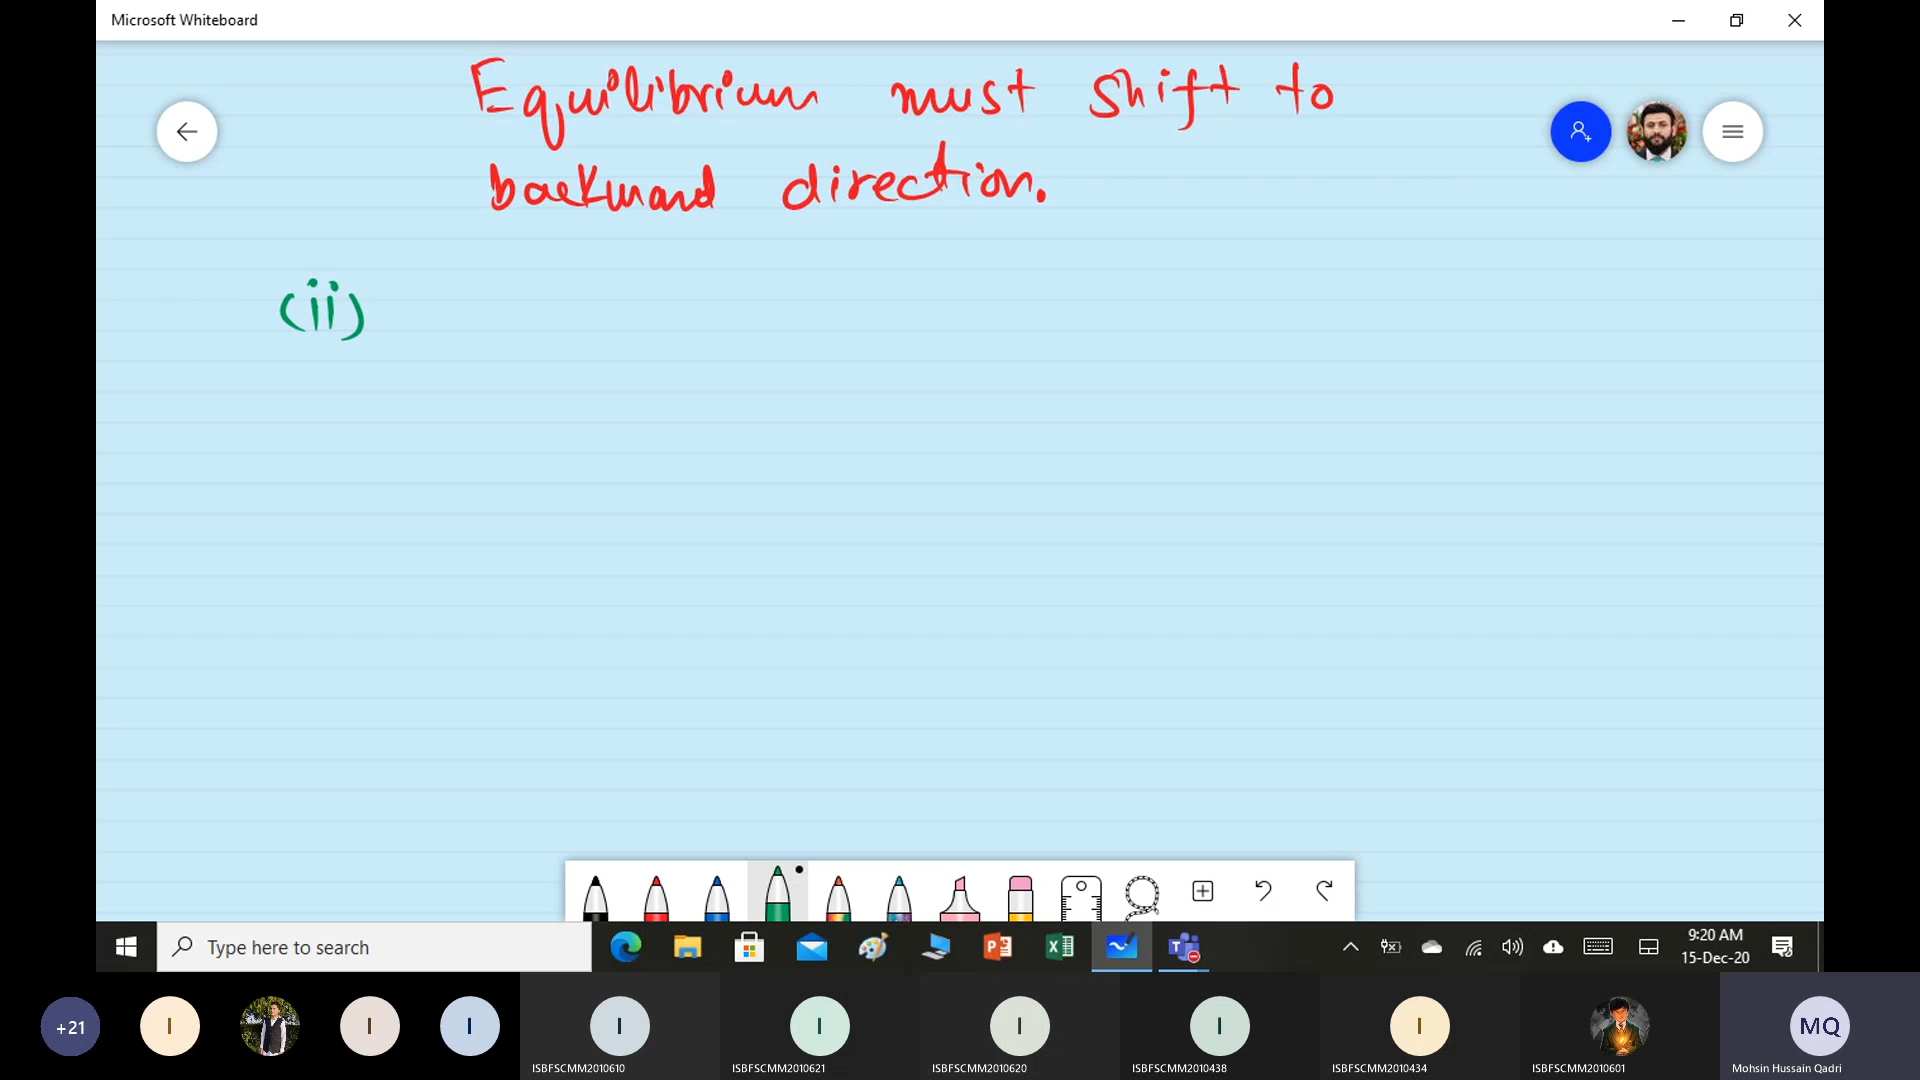 Microsoft Whiteboard
Equilibrium must shift to
backward direction.
(ii)
Type here to search
9:20 AM
15-Dec-20
+21
I
I
I
I
I
I
I
I
MQ
ISBFSCMM2010610
ISBFSCMM2010621
ISBFSCMM2010620
ISBFSCMM2010438
ISBFSCMM2010434
ISBFSCMM2010601
Mohsin Hussain Qadri